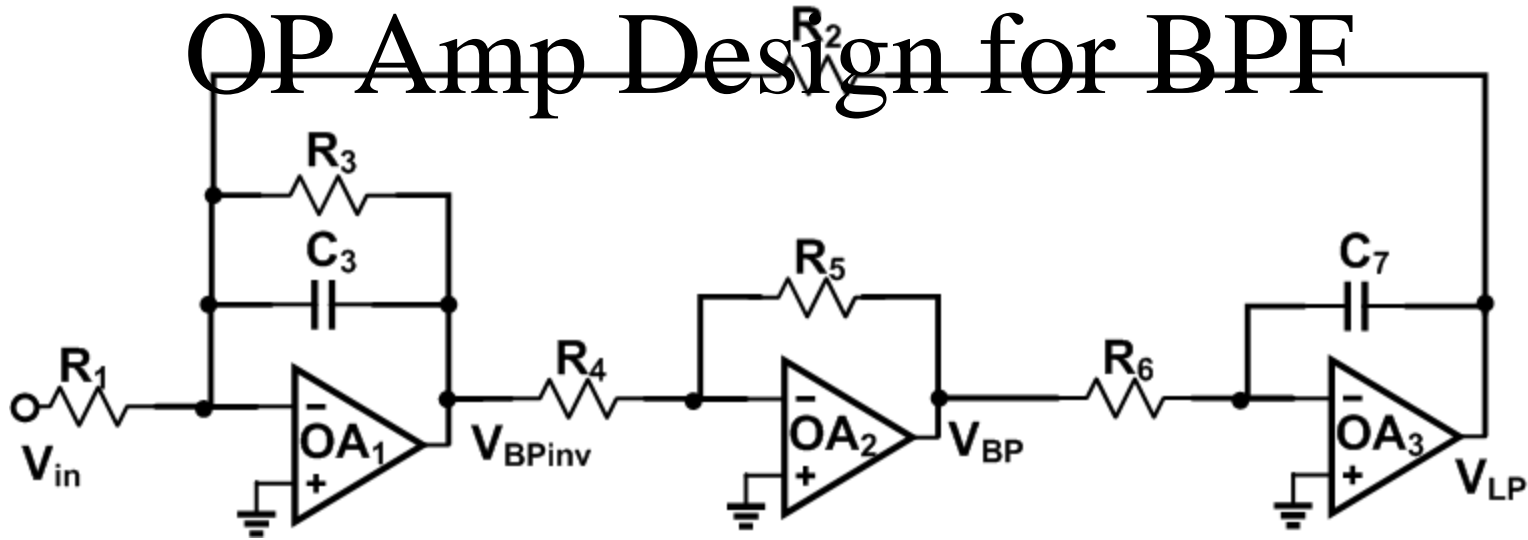 OP Amp Design for BPF
R2
R3
C3
R5
C7
R1
R4
R6
OA1
OA2
OA3
Vin
VBPinv
VBP
VLP